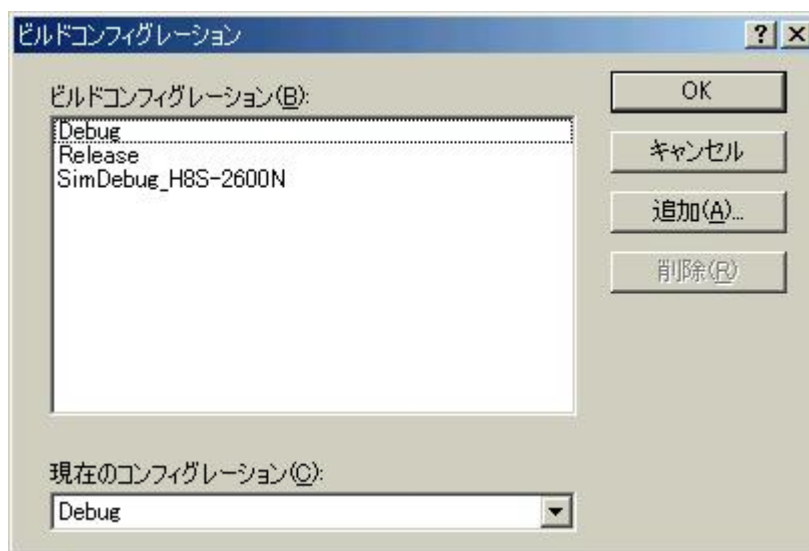 ビルドコンフィグレーション
ビルドコンフィグレーション(B):
Debug
Release
SimDebug_H8S-2600N
OK
キャンセル
追加(A)...
削除(R)
現在のコンフィグレーション(C):
Debug